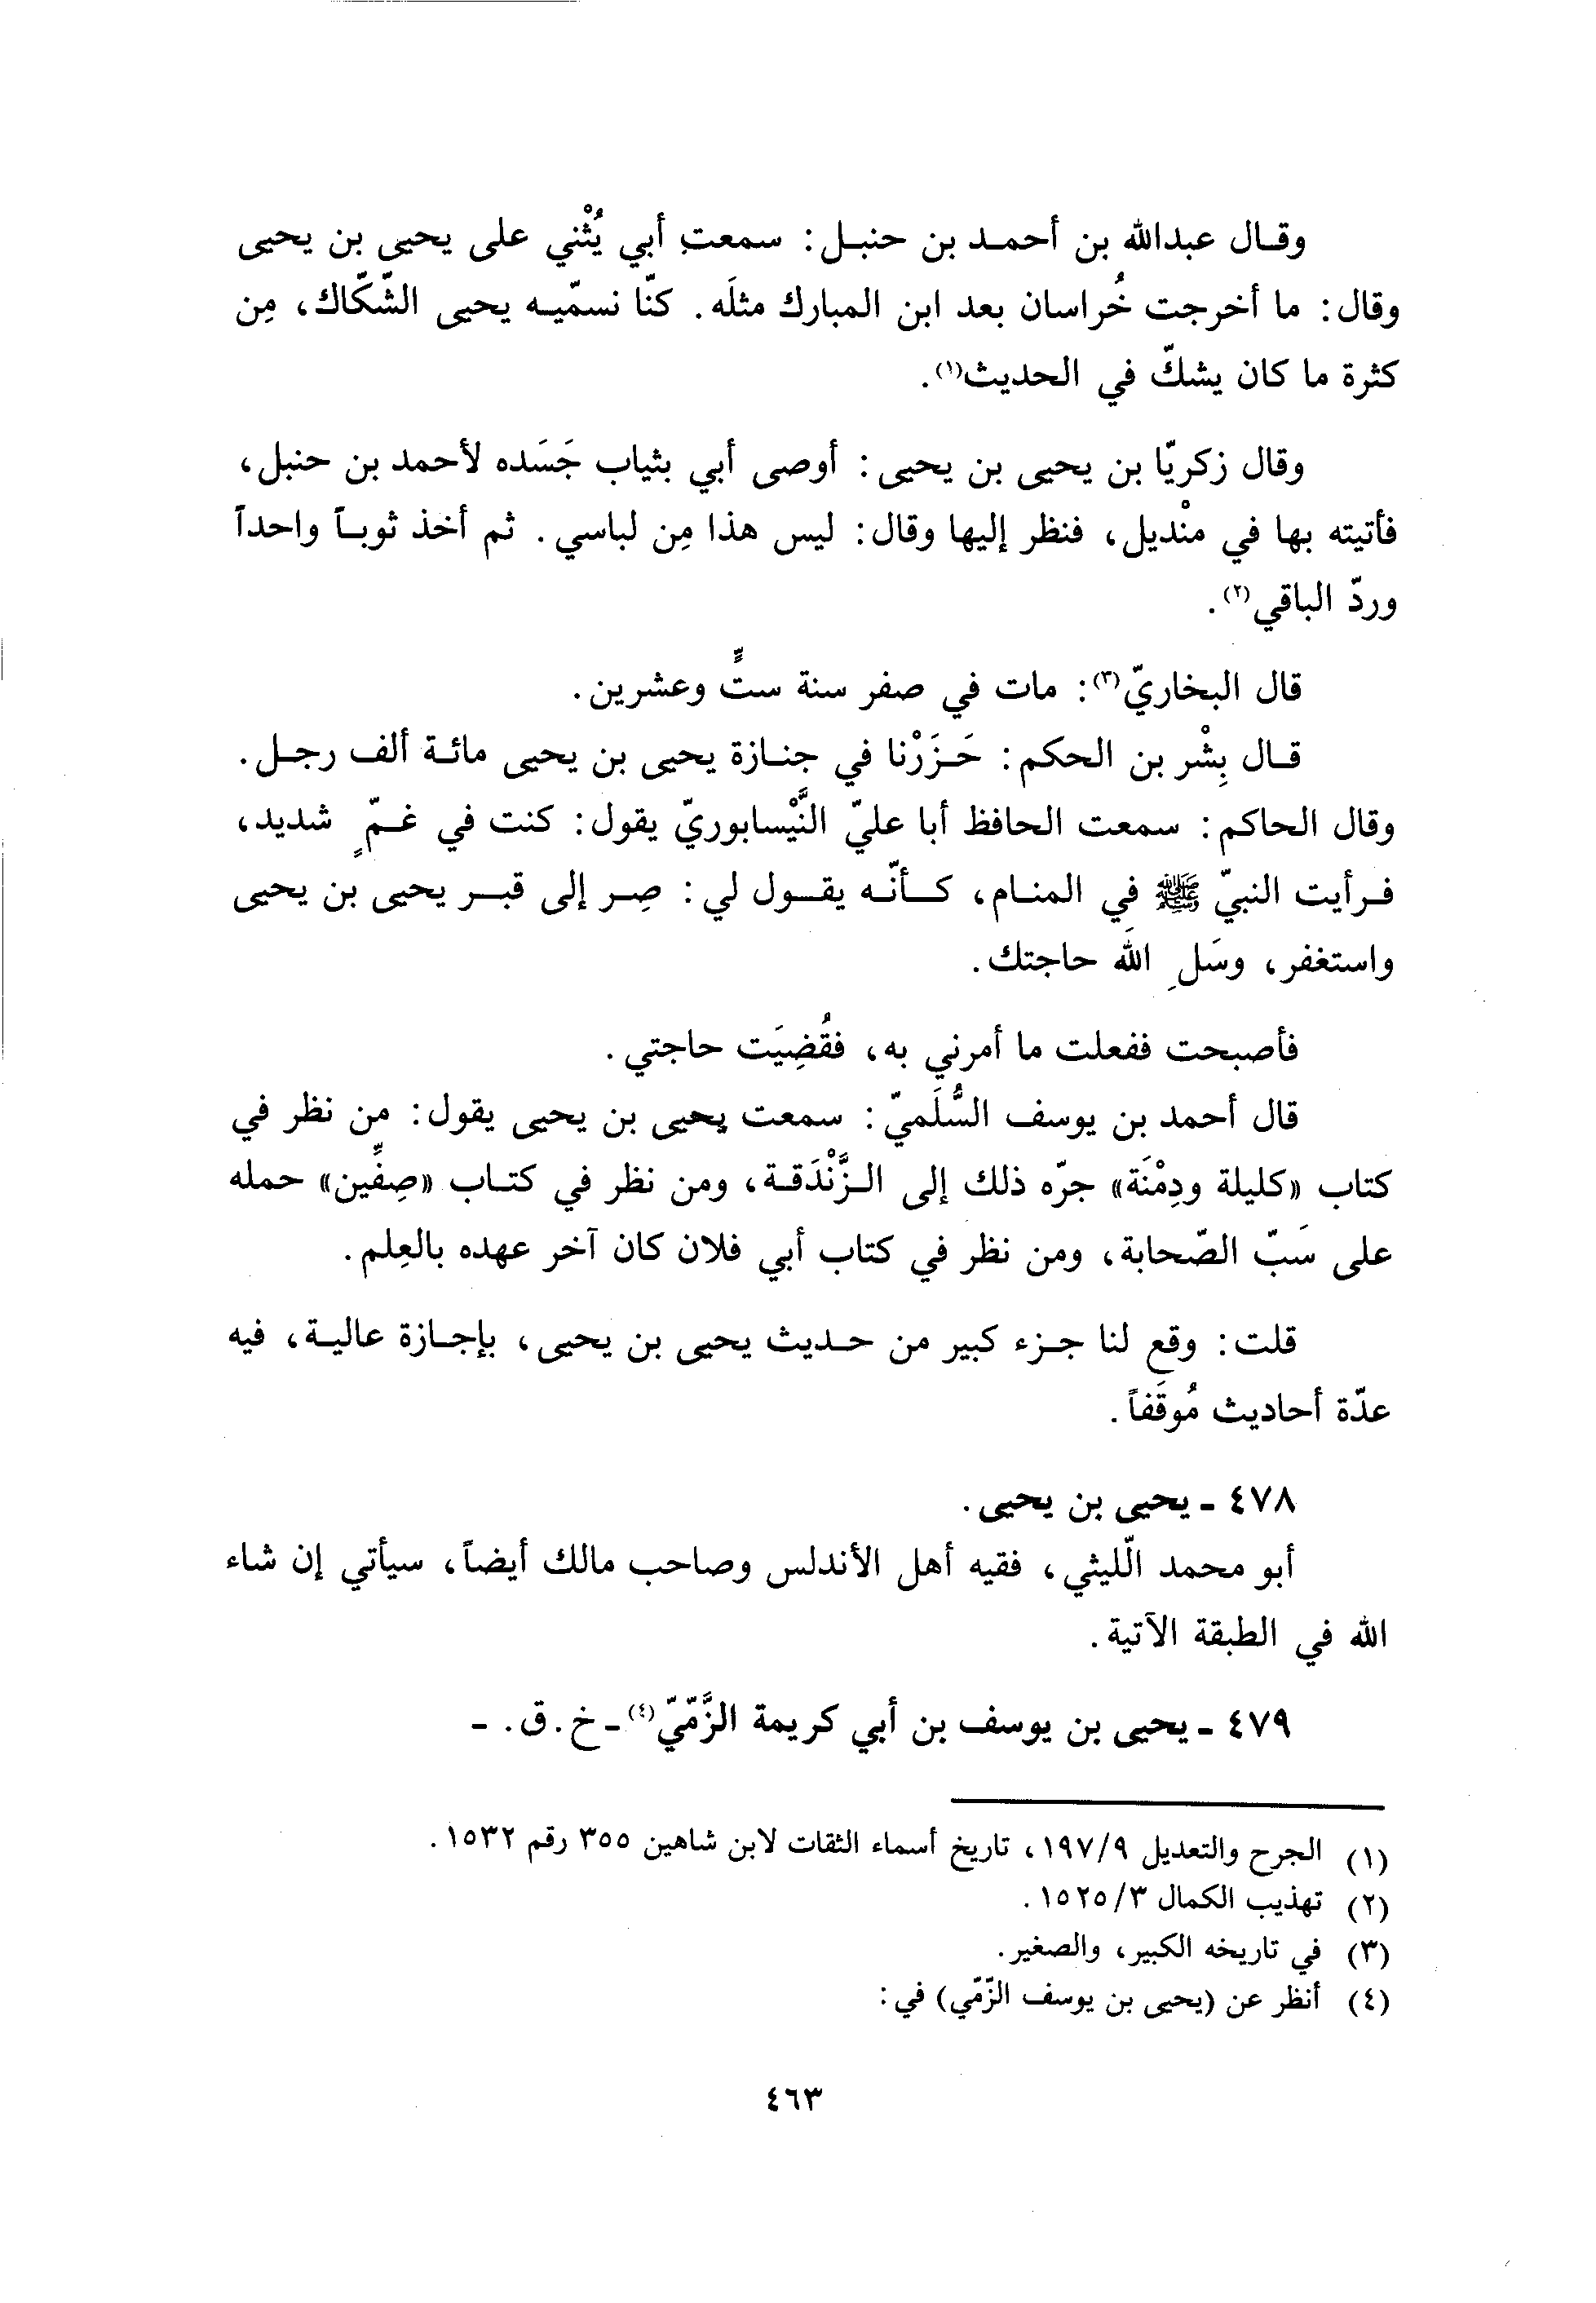 وقال عبدالله بن أحمد بن حنبل: سمعت أبي يُثْني على يحيى بن يحيى
وقال: ما أخرجت خُراسان بعد ابن المبارك مثلَه. كنّا نسمّيه يحيى الشّكّاك، مِن
كثرة ما كان يشكّ في الحديث(١).
وقال زكريّا بن يحيى بن يحيى: أوصى أبي بثياب جَسَده لأحمد بن حنبل،
فأتيته بها في منْديل، فنظر إليها وقال: ليس هذا مِن لباسي. ثم أخذ ثوباً واحداً
وردّ الباقي(٢).
قال البخاريّ(٣): مات في صفر سنة ستٍّ وعشرين.
قال بِشْر بن الحكم: حَزَرْنا في جنازة يحيى بن يحيى مائة ألف رجل.
وقال الحاكم: سمعت الحافظ أبا عليّ النَّيْسابوريّ يقول: كنت في غمٍّ شديد،
فرأيت النبيّ ﷺ في المنام، كأنّه يقول لي: صِر إلى قبر يحيى بن يحيى
واستغفر، وسَلِ اللَّه حاجتك.
فأصبحت ففعلت ما أمرني به، فقُضِيَت حاجتي.
قال أحمد بن يوسف السُّلَميّ: سمعت يحيى بن يحيى يقول: من نظر في
كتاب «كليلة ودِمْنَة» جرّه ذلك إلى الزَّنْدَقة، ومن نظر في كتاب «صِفِّين» حمله
على سَبّ الصّحابة، ومن نظر في كتاب أبي فلان كان آخر عهده بالعِلم.
قلت: وقع لنا جزء كبير من حديث يحيى بن يحيى، بإجازة عالية، فيه
عدّة أحاديث مُوقَفاً.
٤٧٨ - يحيى بن يحيى.
أبو محمد الّليثي، فقيه أهل الأندلس وصاحب مالك أيضاً، سيأتي إن شاء
الله في الطبقة الآتية.
٤٧٩ - يحيى بن يوسف بن أبي كريمة الزَّمّيّ(٤) - خ. ق. -
(١) الجرح والتعديل ١٩٧/٩، تاريخ أسماء الثقات لابن شاهين ٣٥٥ رقم ١٥٣٢.
(٢) تهذيب الكمال ١٥٢٥/٣.
(٣) في تاريخه الكبير، والصغير.
(٤) أنظر عن (يحيى بن يوسف الزّمّي) في:
٤٦٣